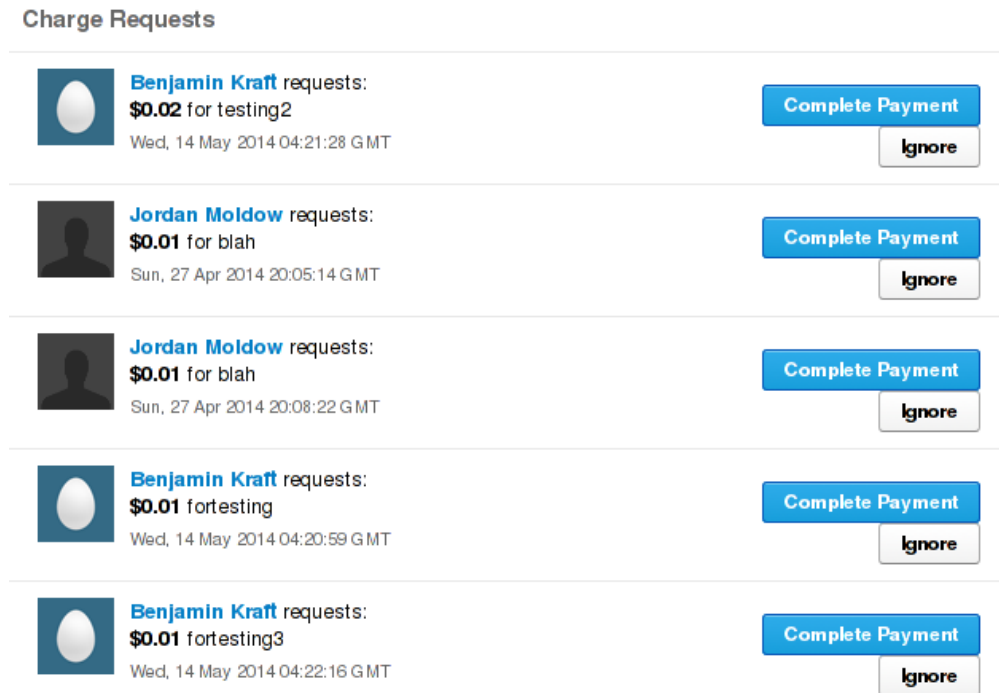 Charge Requests
Benjamin Kraft requests:
$0.02 for testing2
Wed, 14 May 2014 04:21:28 GMT
Complete Payment
Ignore
Jordan Moldow requests:
$0.01 for blah
Sun, 27 Apr 2014 20:05:14 GMT
Complete Payment
Ignore
Jordan Moldow requests:
$0.01 for blah
Sun, 27 Apr 2014 20:08:22 GMT
Complete Payment
Ignore
Benjamin Kraft requests:
$0.01 fortesting
Wed, 14 May 2014 04:20:59 GMT
Complete Payment
Ignore
Benjamin Kraft requests:
$0.01 fortesting3
Wed, 14 May 2014 04:22:16 GMT
Complete Payment
Ignore